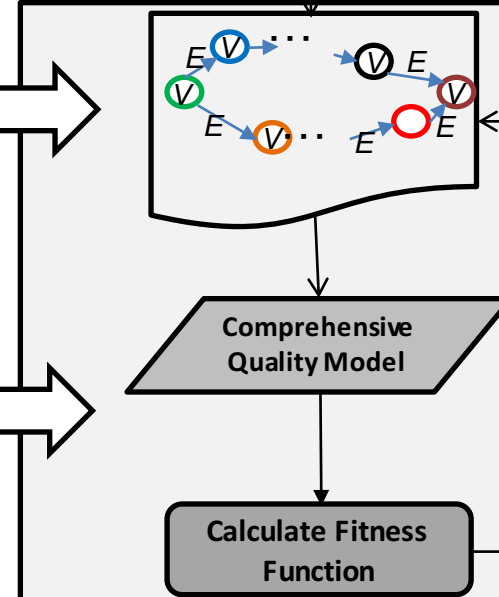 E V ... V E
V V
E V... E E
Comprehensive
Quality Model
Calculate Fitness
Function